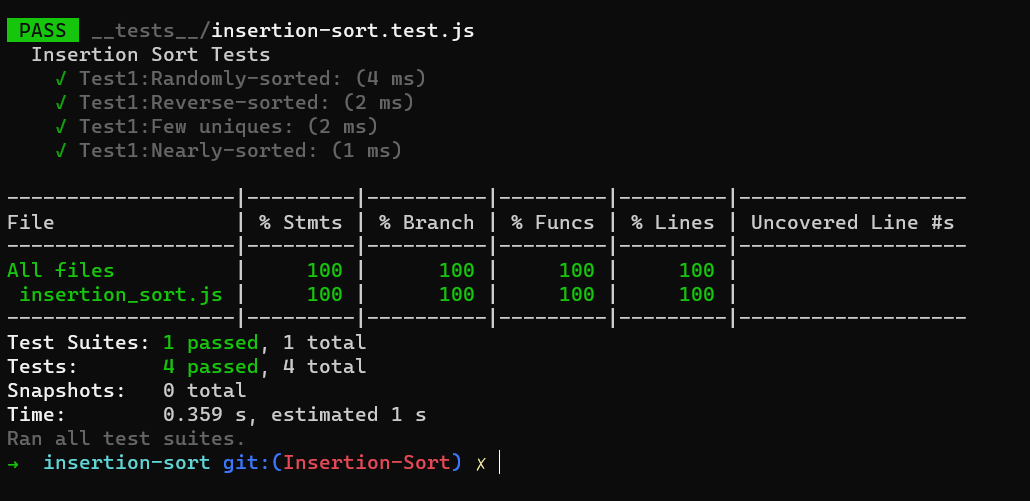 PASS __tests__/insertion-sort.test.js
Insertion Sort Tests
✓ Test1:Randomly-sorted: (4 ms)
✓ Test1:Reverse-sorted: (2 ms)
✓ Test1:Few uniques: (2 ms)
✓ Test1:Nearly-sorted: (1 ms)
-------------------|---------|----------|---------|---------|-------------------
File | % Stmts | % Branch | % Funcs | % Lines | Uncovered Line #s
-------------------|---------|----------|---------|---------|-------------------
All files | 100 | 100 | 100 | 100 |
insertion_sort.js | 100 | 100 | 100 | 100 |
-------------------|---------|----------|---------|---------|-------------------
Test Suites: 1 passed, 1 total
Tests: 4 passed, 4 total
Snapshots: 0 total
Time: 0.359 s, estimated 1 s
Ran all test suites.
→ insertion-sort git:(Insertion-Sort) ✗